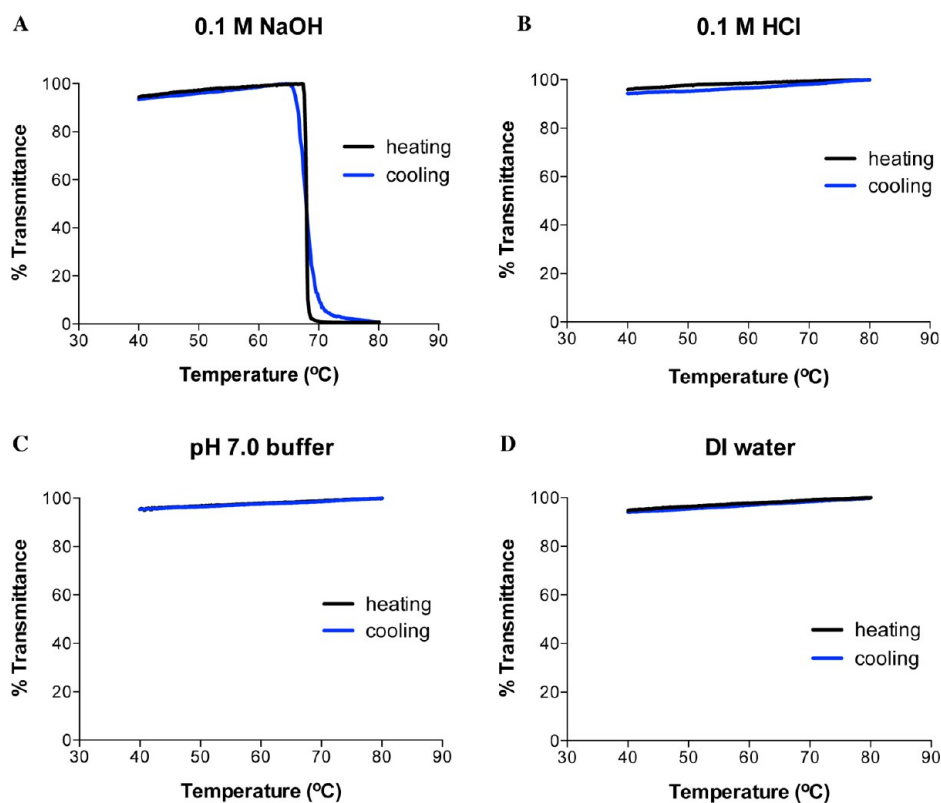 A
0.1 M NaOH
100
80
60
40
20
0
% Transmittance
heating
cooling
30 40 50 60 70 80 90
Temperature (ºC)
B
0.1 M HCl
100
80
60
40
20
0
% Transmittance
heating
cooling
30 40 50 60 70 80 90
Temperature (ºC)
C
pH 7.0 buffer
100
80
60
40
20
0
% Transmittance
heating
cooling
30 40 50 60 70 80 90
Temperature (ºC)
D
DI water
100
80
60
40
20
0
% Transmittance
heating
cooling
30 40 50 60 70 80 90
Temperature (ºC)